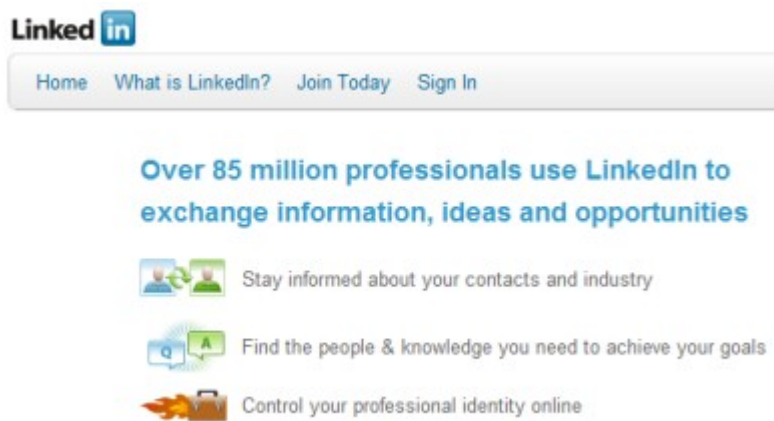 Linked in
Home What is LinkedIn? Join Today Sign In
Over 85 million professionals use LinkedIn to
exchange information, ideas and opportunities
Stay informed about your contacts and industry
Q A
Find the people & knowledge you need to achieve your goals
Control your professional identity online